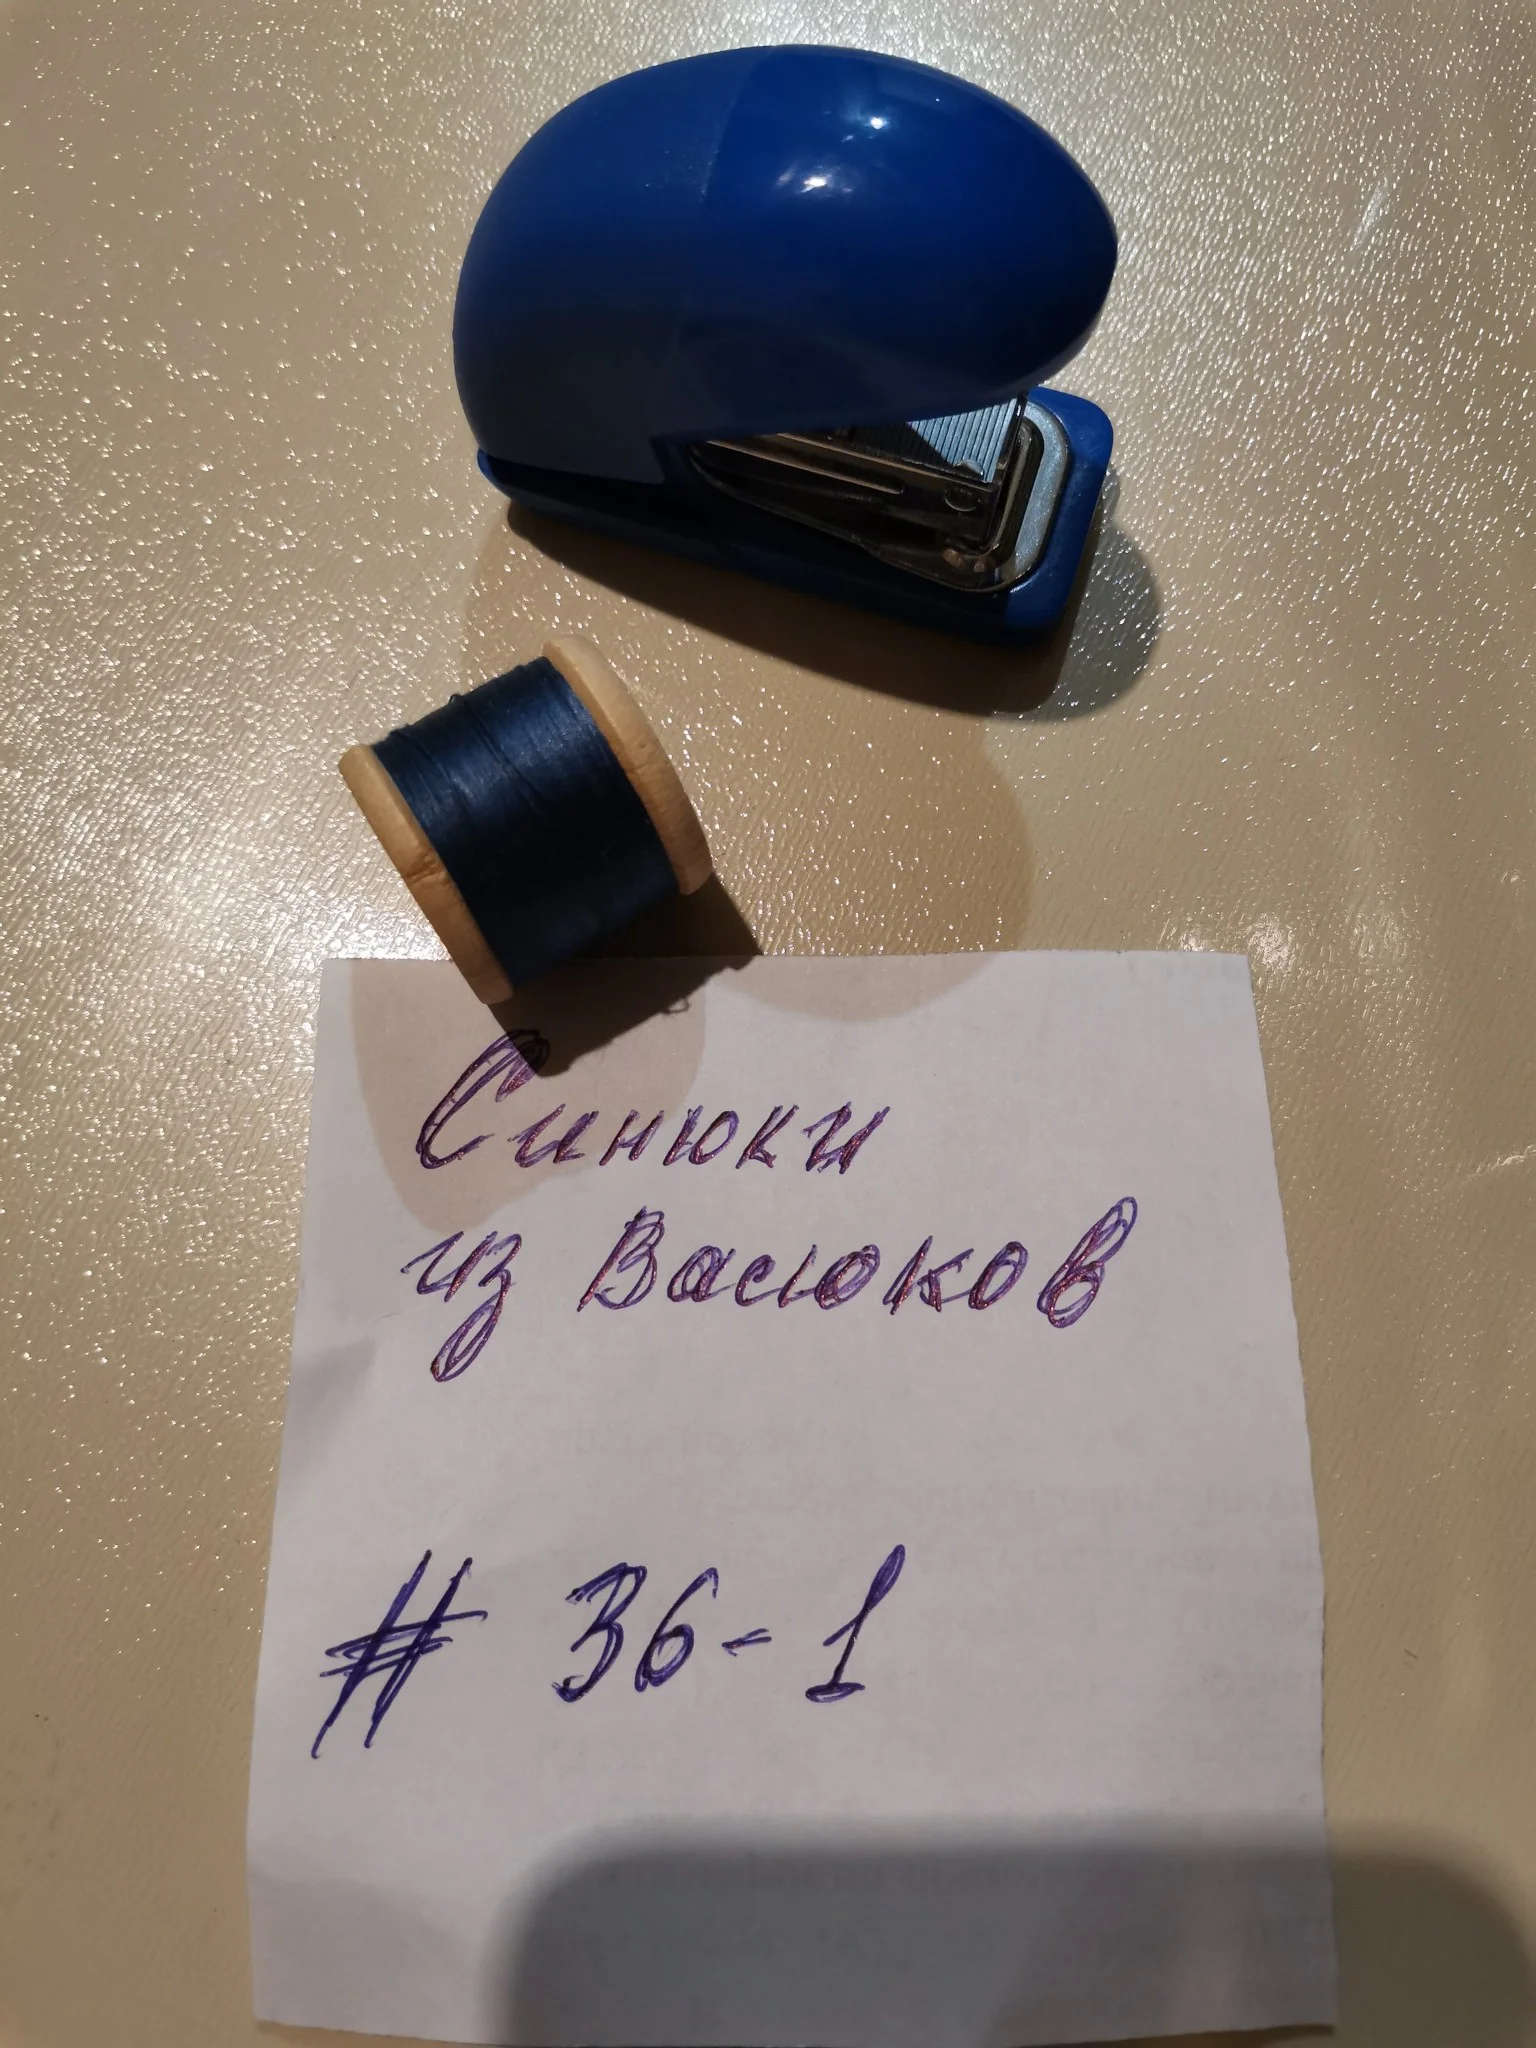 Синюки
из Васюков
# 36-1